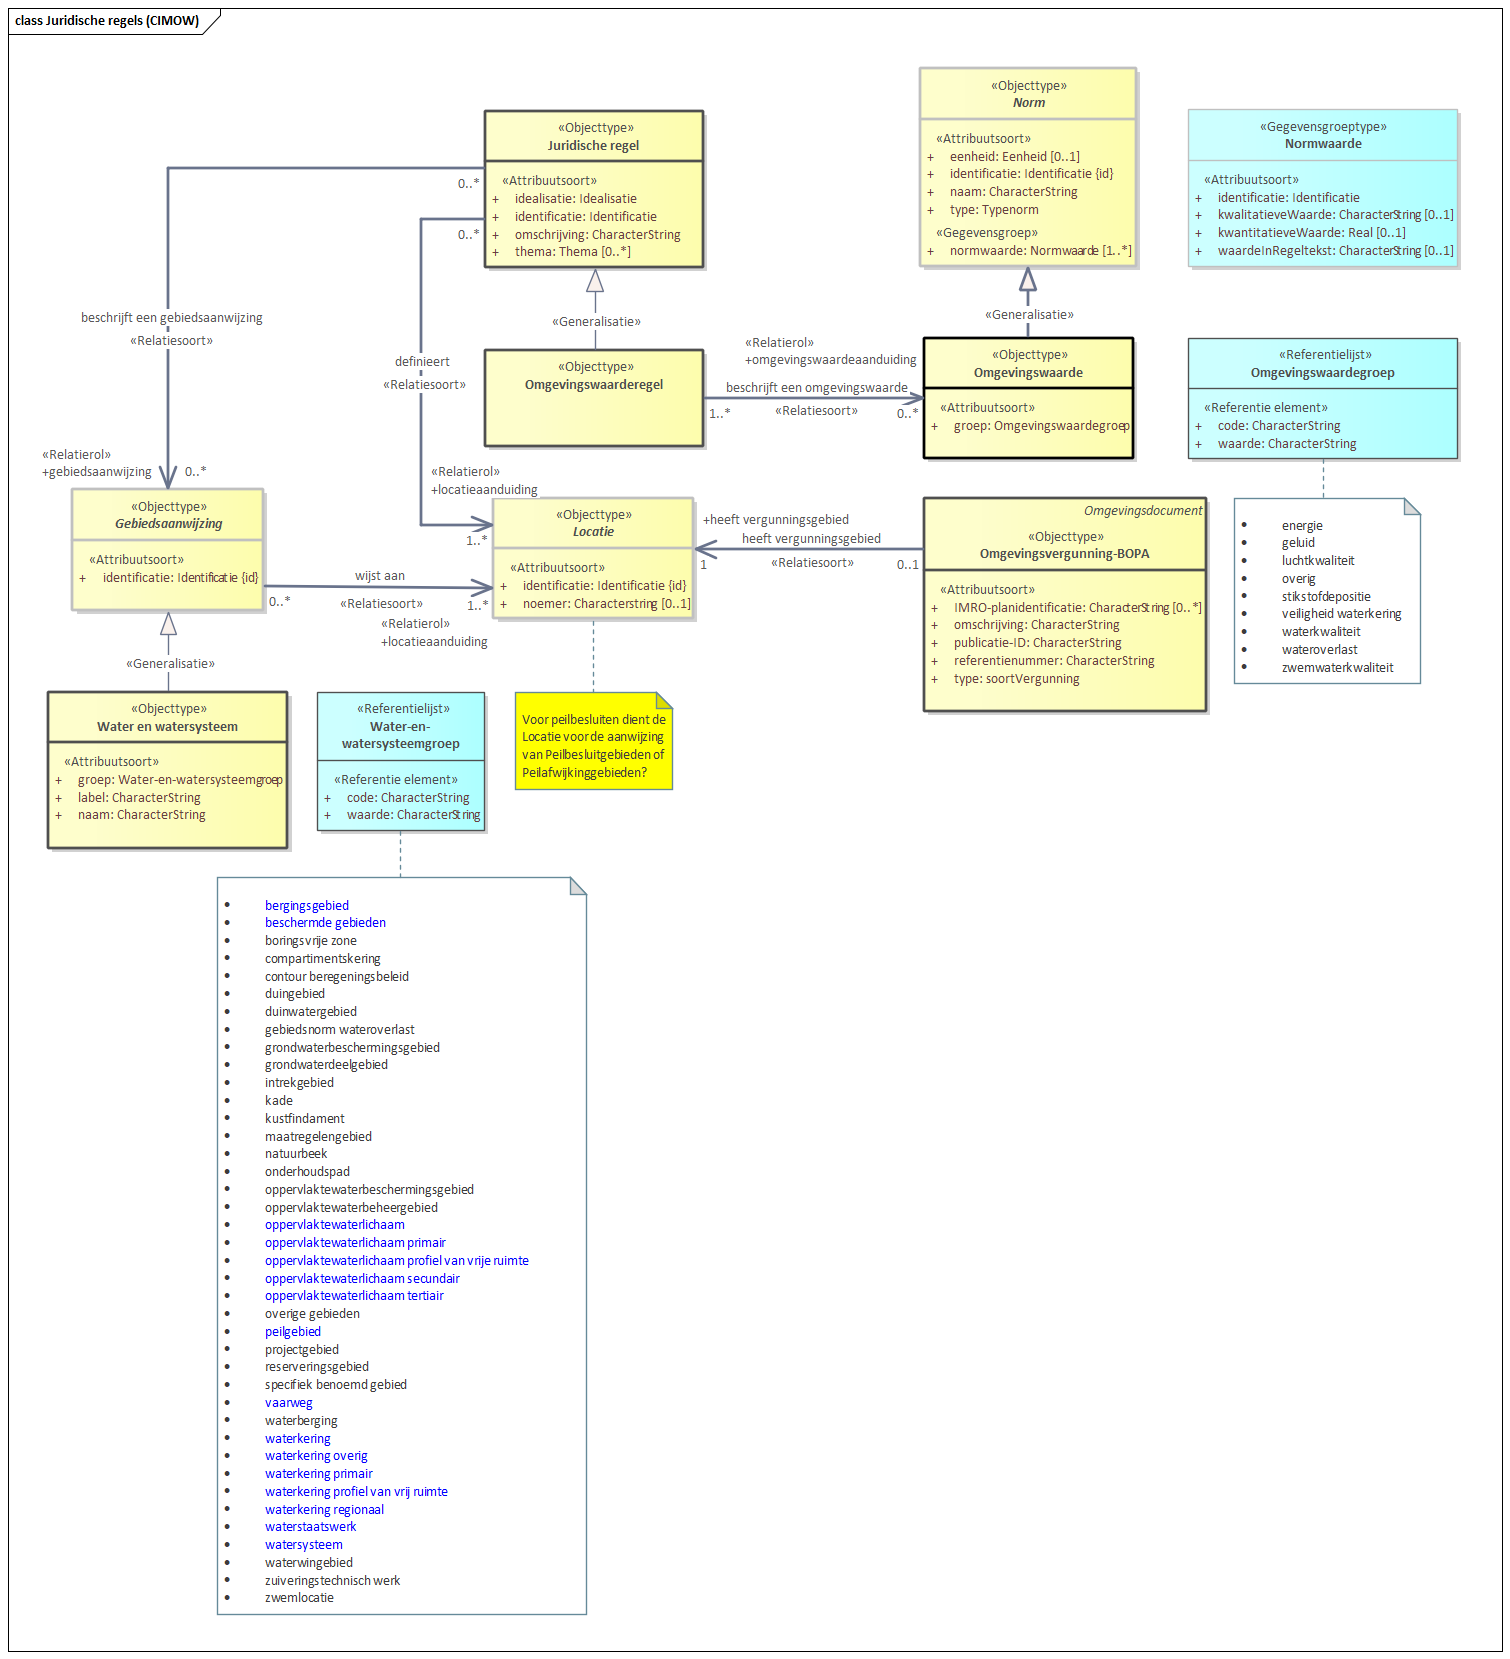 class Juridische regels (CIMOW)
«Objecttype»
Norm
«Attribuutsoort»
+ eenheid: Eenheid [0..1]
+ identificatie: Identificatie {id}
+ naam: CharacterString
+ type: Typenorm
«Gegevensgroep»
+ normwaarde: Normwaarde [1..*]
«Objecttype»
Juridische regel
«Attribuutsoort»
+ idealisatie: Idealisatie
+ identificatie: Identificatie
+ omschrijving: CharacterString
+ thema: Thema [0..*]
«Gegevensgroeptype»
Normwaarde
«Attribuutsoort»
+ identificatie: Identificatie
+ kwalitatieveWaarde: CharacterString [0..1]
+ kwantitatieveWaarde: Real [0..1]
+ waardeInRegeltekst: CharacterString [0..1]
0..*
0..*
beschrijft een gebiedsaanwijzing
«Relatiesoort»
definieert
«Relatiesoort»
«Generalisatie»
«Generalisatie»
«Objecttype»
Omgevingswaarderegel
«Relatierol»
+omgevingswaardeaanduiding
beschrijft een omgevingswaarde
1..*
«Relatiesoort»
0..*
«Objecttype»
Omgevingswaarde
«Attribuutsoort»
+ groep: Omgevingswaardegroep
«Referentielijst»
Omgevingswaardegroep
«Referentie element»
+ code: CharacterString
+ waarde: CharacterString
«Relatierol»
+gebiedsaanwijzing
0..*
«Relatierol»
+locatieaanduiding
1..*
«Objecttype»
Gebiedsaanwijzing
«Attribuutsoort»
+ identificatie: Identificatie {id}
«Objecttype»
Locatie
«Attribuutsoort»
+ identificatie: Identificatie {id}
+ noemer: Characterstring [0..1]
+heeft vergunningsgebied
heeft vergunningsgebied
1
«Relatiesoort»
0..1
Omgevingsdocument
«Objecttype»
Omgevingsvergunning-BOPA
«Attribuutsoort»
+ IMRO-planidentificatie: CharacterString [0..*]
+ omschrijving: CharacterString
+ publicatie-ID: CharacterString
+ referentienummer: CharacterString
+ type: soortVergunning
• energie
• geluid
• luchtkwaliteit
• overig
• stikstofdepositie
• veiligheid waterkering
• waterkwaliteit
• wateroverlast
• zwemwaterkwaliteit
wijst aan
0..*
«Relatiesoort»
1..*
«Relatierol»
+locatieaanduiding
«Generalisatie»
«Objecttype»
Water en watersysteem
«Attribuutsoort»
+ groep: Water-en-watersysteemgroep
+ label: CharacterString
+ naam: CharacterString
«Referentielijst»
Water-en-
watersysteemgroep
«Referentie element»
+ code: CharacterString
+ waarde: CharacterString
Voor peilbesluiten dient de
Locatie voor de aanwijzing
van Peilbesluitgebieden of
Peilafwijkinggebieden?
• bergingsgebied
• beschermde gebieden
• boringsvrije zone
• compartimentskering
• contour beregeningsbeleid
• duingebied
• duinwatergebied
• gebiedsnorm wateroverlast
• grondwaterbeschermingsgebied
• grondwaterdeelgebied
• intrekgebied
• kade
• kustfindament
• maatregelengebied
• natuurbeek
• onderhoudspad
• oppervlaktewaterbeschermingsgebied
• oppervlaktewaterbeheergebied
• oppervlaktewaterlichaam
• oppervlaktewaterlichaam primair
• oppervlaktewaterlichaam profiel van vrije ruimte
• oppervlaktewaterlichaam secundair
• oppervlaktewaterlichaam tertiair
• overige gebieden
• peilgebied
• projectgebied
• reserveringsgebied
• specifiek benoemd gebied
• vaarweg
• waterberging
• waterkering
• waterkering overig
• waterkering primair
• waterkering profiel van vrij ruimte
• waterkering regionaal
• waterstaatswerk
• watersysteem
• waterwingebied
• zuiveringstechnisch werk
• zwemlocatie